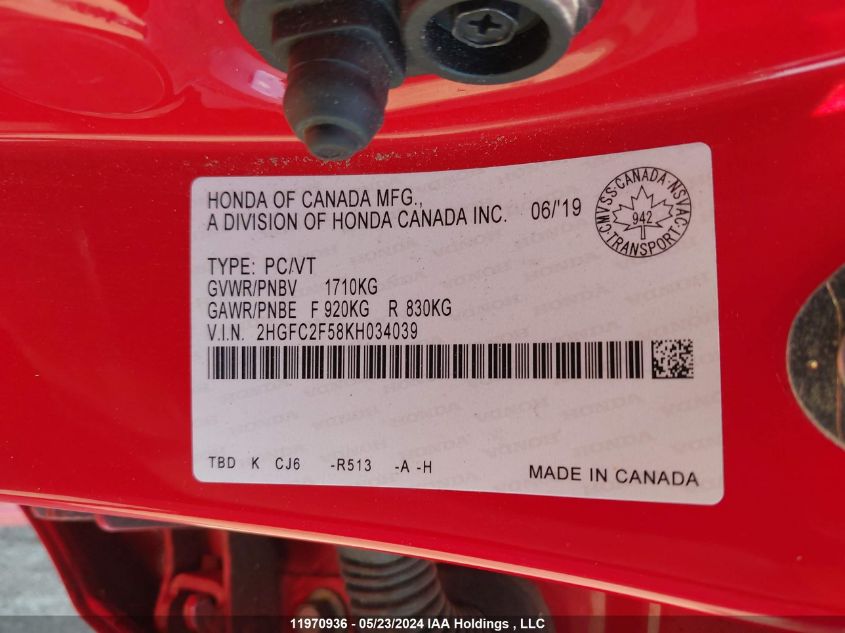 HONDA OF CANADA MFG.,
A DIVISION OF HONDA CANADA INC. 06/'19
CMVSS·CANADA·NSVAC
942
·TRANSPORT·
TYPE: PC/VT
GVWR/PNBV 1710KG
GAWR/PNBE F 920KG R 830KG
V.I.N. 2HGFC2F58KH034039
TBD K CJ6 -R513 -A -H
MADE IN CANADA
11970936 - 05/23/2024 IAA Holdings , LLC